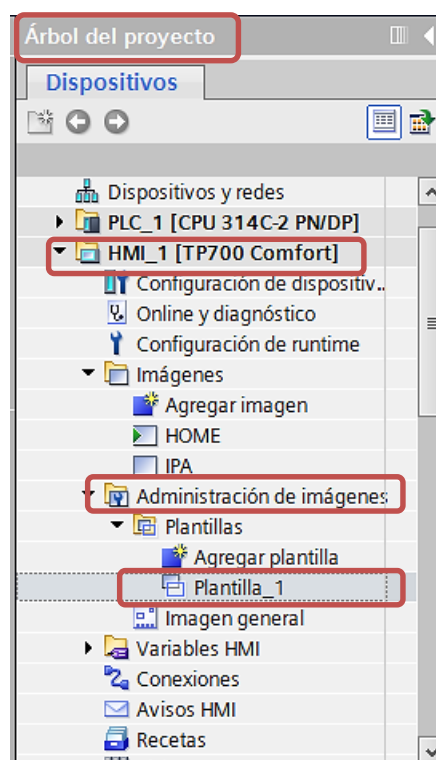 Árbol del proyecto
Dispositivos
Dispositivos y redes
PLC_1 [CPU 314C-2 PN/DP]
HMI_1 [TP700 Comfort]
Configuración de dispositiv..
Online y diagnóstico
Configuración de runtime
Imágenes
Agregar imagen
HOME
IPA
Administración de imágenes
Plantillas
Agregar plantilla
Plantilla_1
Imagen general
Variables HMI
Conexiones
Avisos HMI
Recetas